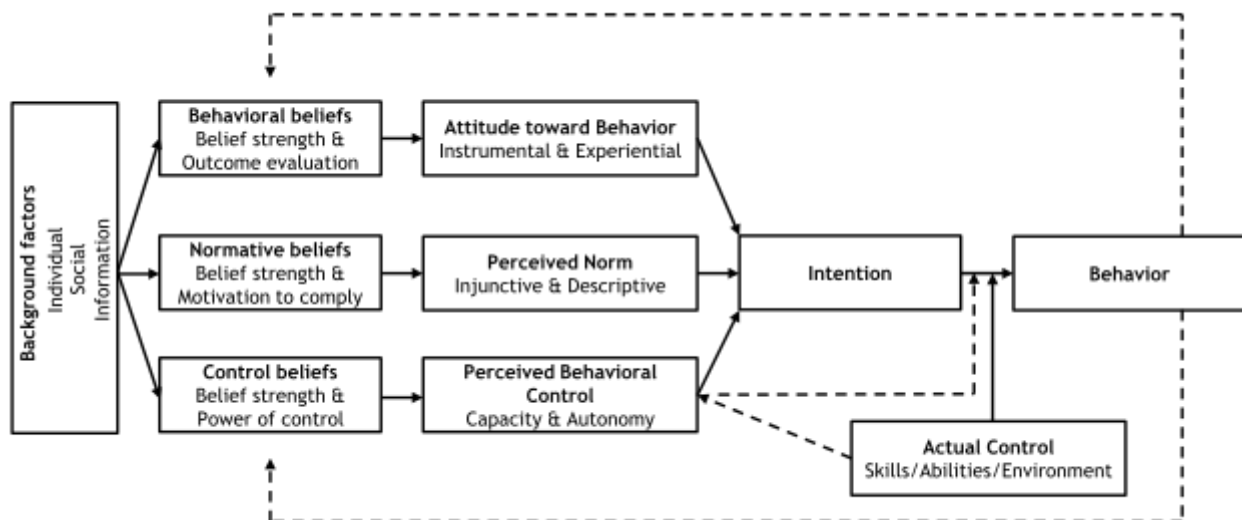 Background factors
Individual
Social
Information
Behavioral beliefs
Belief strength &
Outcome evaluation
Normative beliefs
Belief strength &
Motivation to comply
Control beliefs
Belief strength &
Power of control
Attitude toward Behavior
Instrumental & Experiential
Perceived Norm
Injunctive & Descriptive
Perceived Behavioral
Control
Capacity & Autonomy
Intention
Behavior
Actual Control
Skills/Abilities/Environment